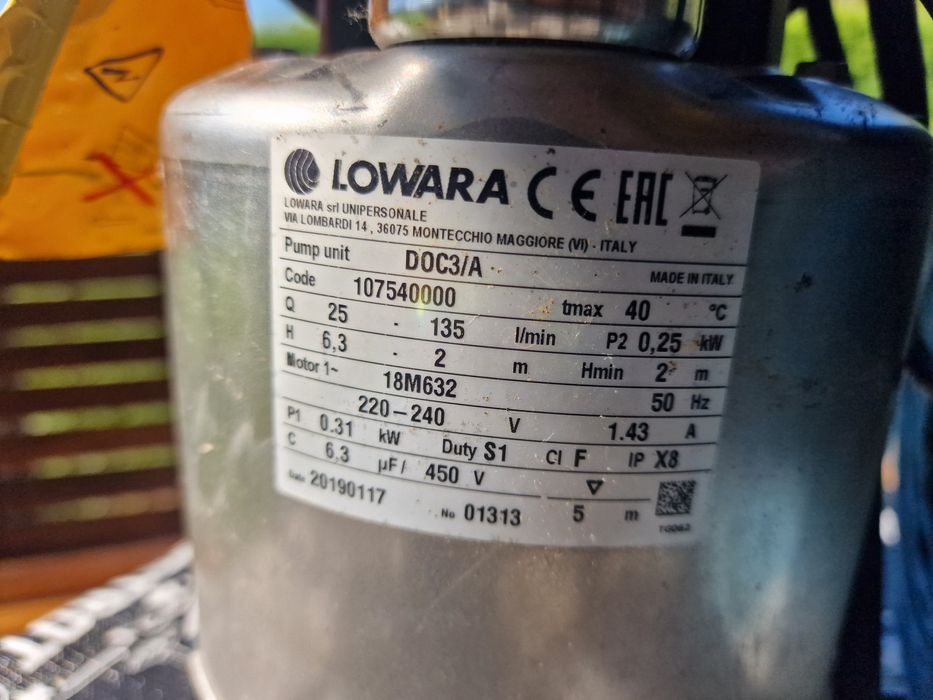 LOWARA CE EAC
LOWARA srl UNIPERSONALE
VIA LOMBARDI 14 , 36075 MONTECCHIO MAGGIORE (VI) - ITALY
Pump unit DOC3/A MADE IN ITALY
Code 107540000 tmax 40 °C
Q 25 - 135 l/min P2 0,25 kW
H 6,3 - 2 m Hmin 2 m
Motor 1~ 18M632 50 Hz
220-240 V 1.43 A
P1 0.31 kW Duty S1 Cl F IP X8
C 6,3 µF/ 450 V
Date 20190117 No 01313 5 m